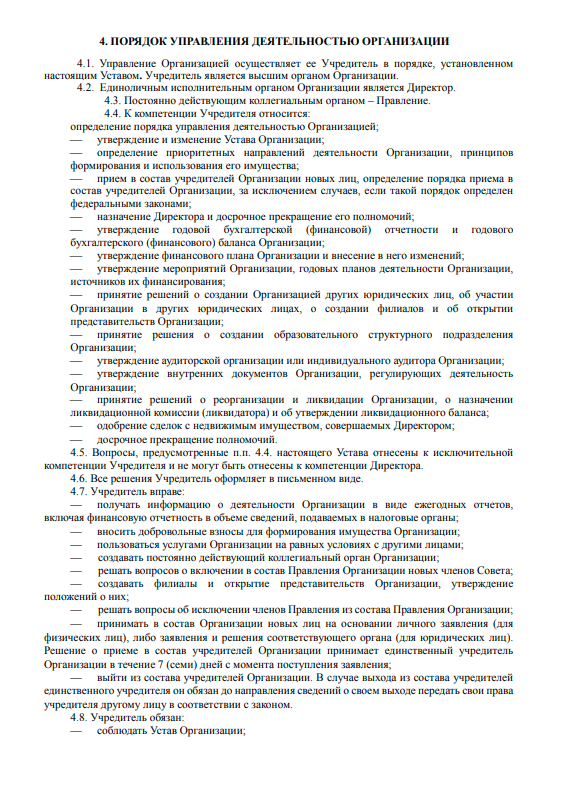 4. ПОРЯДОК УПРАВЛЕНИЯ ДЕЯТЕЛЬНОСТЬЮ ОРГАНИЗАЦИИ
4.1. Управление Организацией осуществляет ее Учредитель в порядке, установленном
настоящим Уставом. Учредитель является высшим органом Организации.
4.2. Единоличным исполнительным органом Организации является Директор.
4.3. Постоянно действующим коллегиальным органом – Правление.
4.4. К компетенции Учредителя относится:
определение порядка управления деятельностью Организацией;
— утверждение и изменение Устава Организации;
— определение приоритетных направлений деятельности Организации, принципов
формирования и использования его имущества;
— прием в состав учредителей Организации новых лиц, определение порядка приема в
состав учредителей Организации, за исключением случаев, если такой порядок определен
федеральными законами;
— назначение Директора и досрочное прекращение его полномочий;
— утверждение годовой бухгалтерской (финансовой) отчетности и годового
бухгалтерского (финансового) баланса Организации;
— утверждение финансового плана Организации и внесение в него изменений;
— утверждение мероприятий Организации, годовых планов деятельности Организации,
источников их финансирования;
— принятие решений о создании Организацией других юридических лиц, об участии
Организации в других юридических лицах, о создании филиалов и об открытии
представительств Организации;
— принятие решения о создании образовательного структурного подразделения
Организации;
— утверждение аудиторской организации или индивидуального аудитора Организации;
— утверждение внутренних документов Организации, регулирующих деятельность
Организации;
— принятие решений о реорганизации и ликвидации Организации, о назначении
ликвидационной комиссии (ликвидатора) и об утверждении ликвидационного баланса;
— одобрение сделок с недвижимым имуществом, совершаемых Директором;
— досрочное прекращение полномочий.
4.5. Вопросы, предусмотренные п.п. 4.4. настоящего Устава отнесены к исключительной
компетенции Учредителя и не могут быть отнесены к компетенции Директора.
4.6. Все решения Учредитель оформляет в письменном виде.
4.7. Учредитель вправе:
— получать информацию о деятельности Организации в виде ежегодных отчетов,
включая финансовую отчетность в объеме сведений, подаваемых в налоговые органы;
— вносить добровольные взносы для формирования имущества Организации;
— пользоваться услугами Организации на равных условиях с другими лицами;
— создавать постоянно действующий коллегиальный орган Организации;
— решать вопросов о включении в состав Правления Организации новых членов Совета;
— создавать филиалы и открытие представительств Организации, утверждение
положений о них;
— решать вопросы об исключении членов Правления из состава Правления Организации;
— принимать в состав Организации новых лиц на основании личного заявления (для
физических лиц), либо заявления и решения соответствующего органа (для юридических лиц).
Решение о приеме в состав учредителей Организации принимает единственный учредитель
Организации в течение 7 (семи) дней с момента поступления заявления;
— выйти из состава учредителей Организации. В случае выхода из состава учредителей
единственного учредителя он обязан до направления сведений о своем выходе передать свои права
учредителя другому лицу в соответствии с законом.
4.8. Учредитель обязан:
— соблюдать Устав Организации;